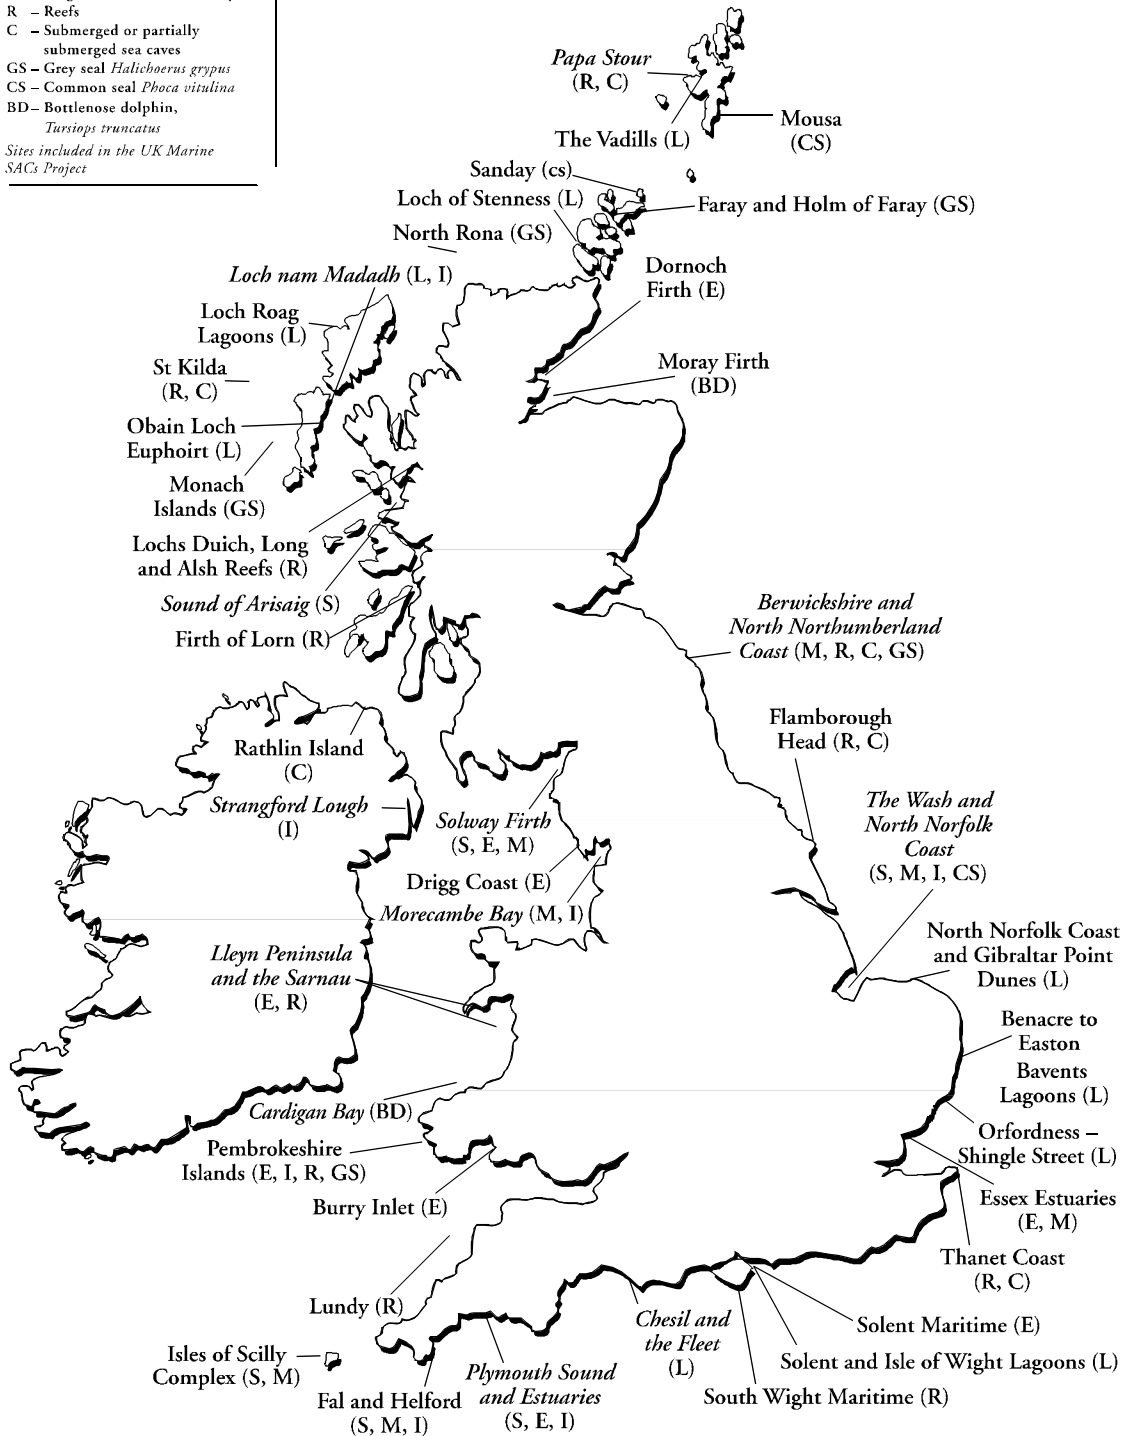 R – Reefs
C – Submerged or partially
submerged sea caves
GS – Grey seal Halichoerus grypus
CS – Common seal Phoca vitulina
BD – Bottlenose dolphin,
Tursiops truncatus
Sites included in the UK Marine
SACs Project
Papa Stour
(R, C)
The Vadills (L)
Mousa
(CS)
Sanday (cs)
Loch of Stenness (L)
Faray and Holm of Faray (GS)
North Rona (GS)
Loch nam Madadh (L, I)
Dornoch
Firth (E)
Loch Roag
Lagoons (L)
St Kilda
(R, C)
Moray Firth
(BD)
Obain Loch
Euphoirt (L)
Monach
Islands (GS)
Lochs Duich, Long
and Alsh Reefs (R)
Sound of Arisaig (S)
Firth of Lorn (R)
Berwickshire and
North Northumberland
Coast (M, R, C, GS)
Rathlin Island
(C)
Flamborough
Head (R, C)
Strangford Lough
(I)
Solway Firth
(S, E, M)
The Wash and
North Norfolk
Coast
(S, M, I, CS)
Drigg Coast (E)
Morecambe Bay (M, I)
Lleyn Peninsula
and the Sarnau
(E, R)
North Norfolk Coast
and Gibraltar Point
Dunes (L)
Benacre to
Easton
Bavents
Lagoons (L)
Cardigan Bay (BD)
Orfordness –
Shingle Street (L)
Pembrokeshire
Islands (E, I, R, GS)
Burry Inlet (E)
Essex Estuaries
(E, M)
Thanet Coast
(R, C)
Lundy (R)
Chesil and
the Fleet
(L)
Solent Maritime (E)
Solent and Isle of Wight Lagoons (L)
South Wight Maritime (R)
Isles of Scilly
Complex (S, M)
Fal and Helford
(S, M, I)
Plymouth Sound
and Estuaries
(S, E, I)